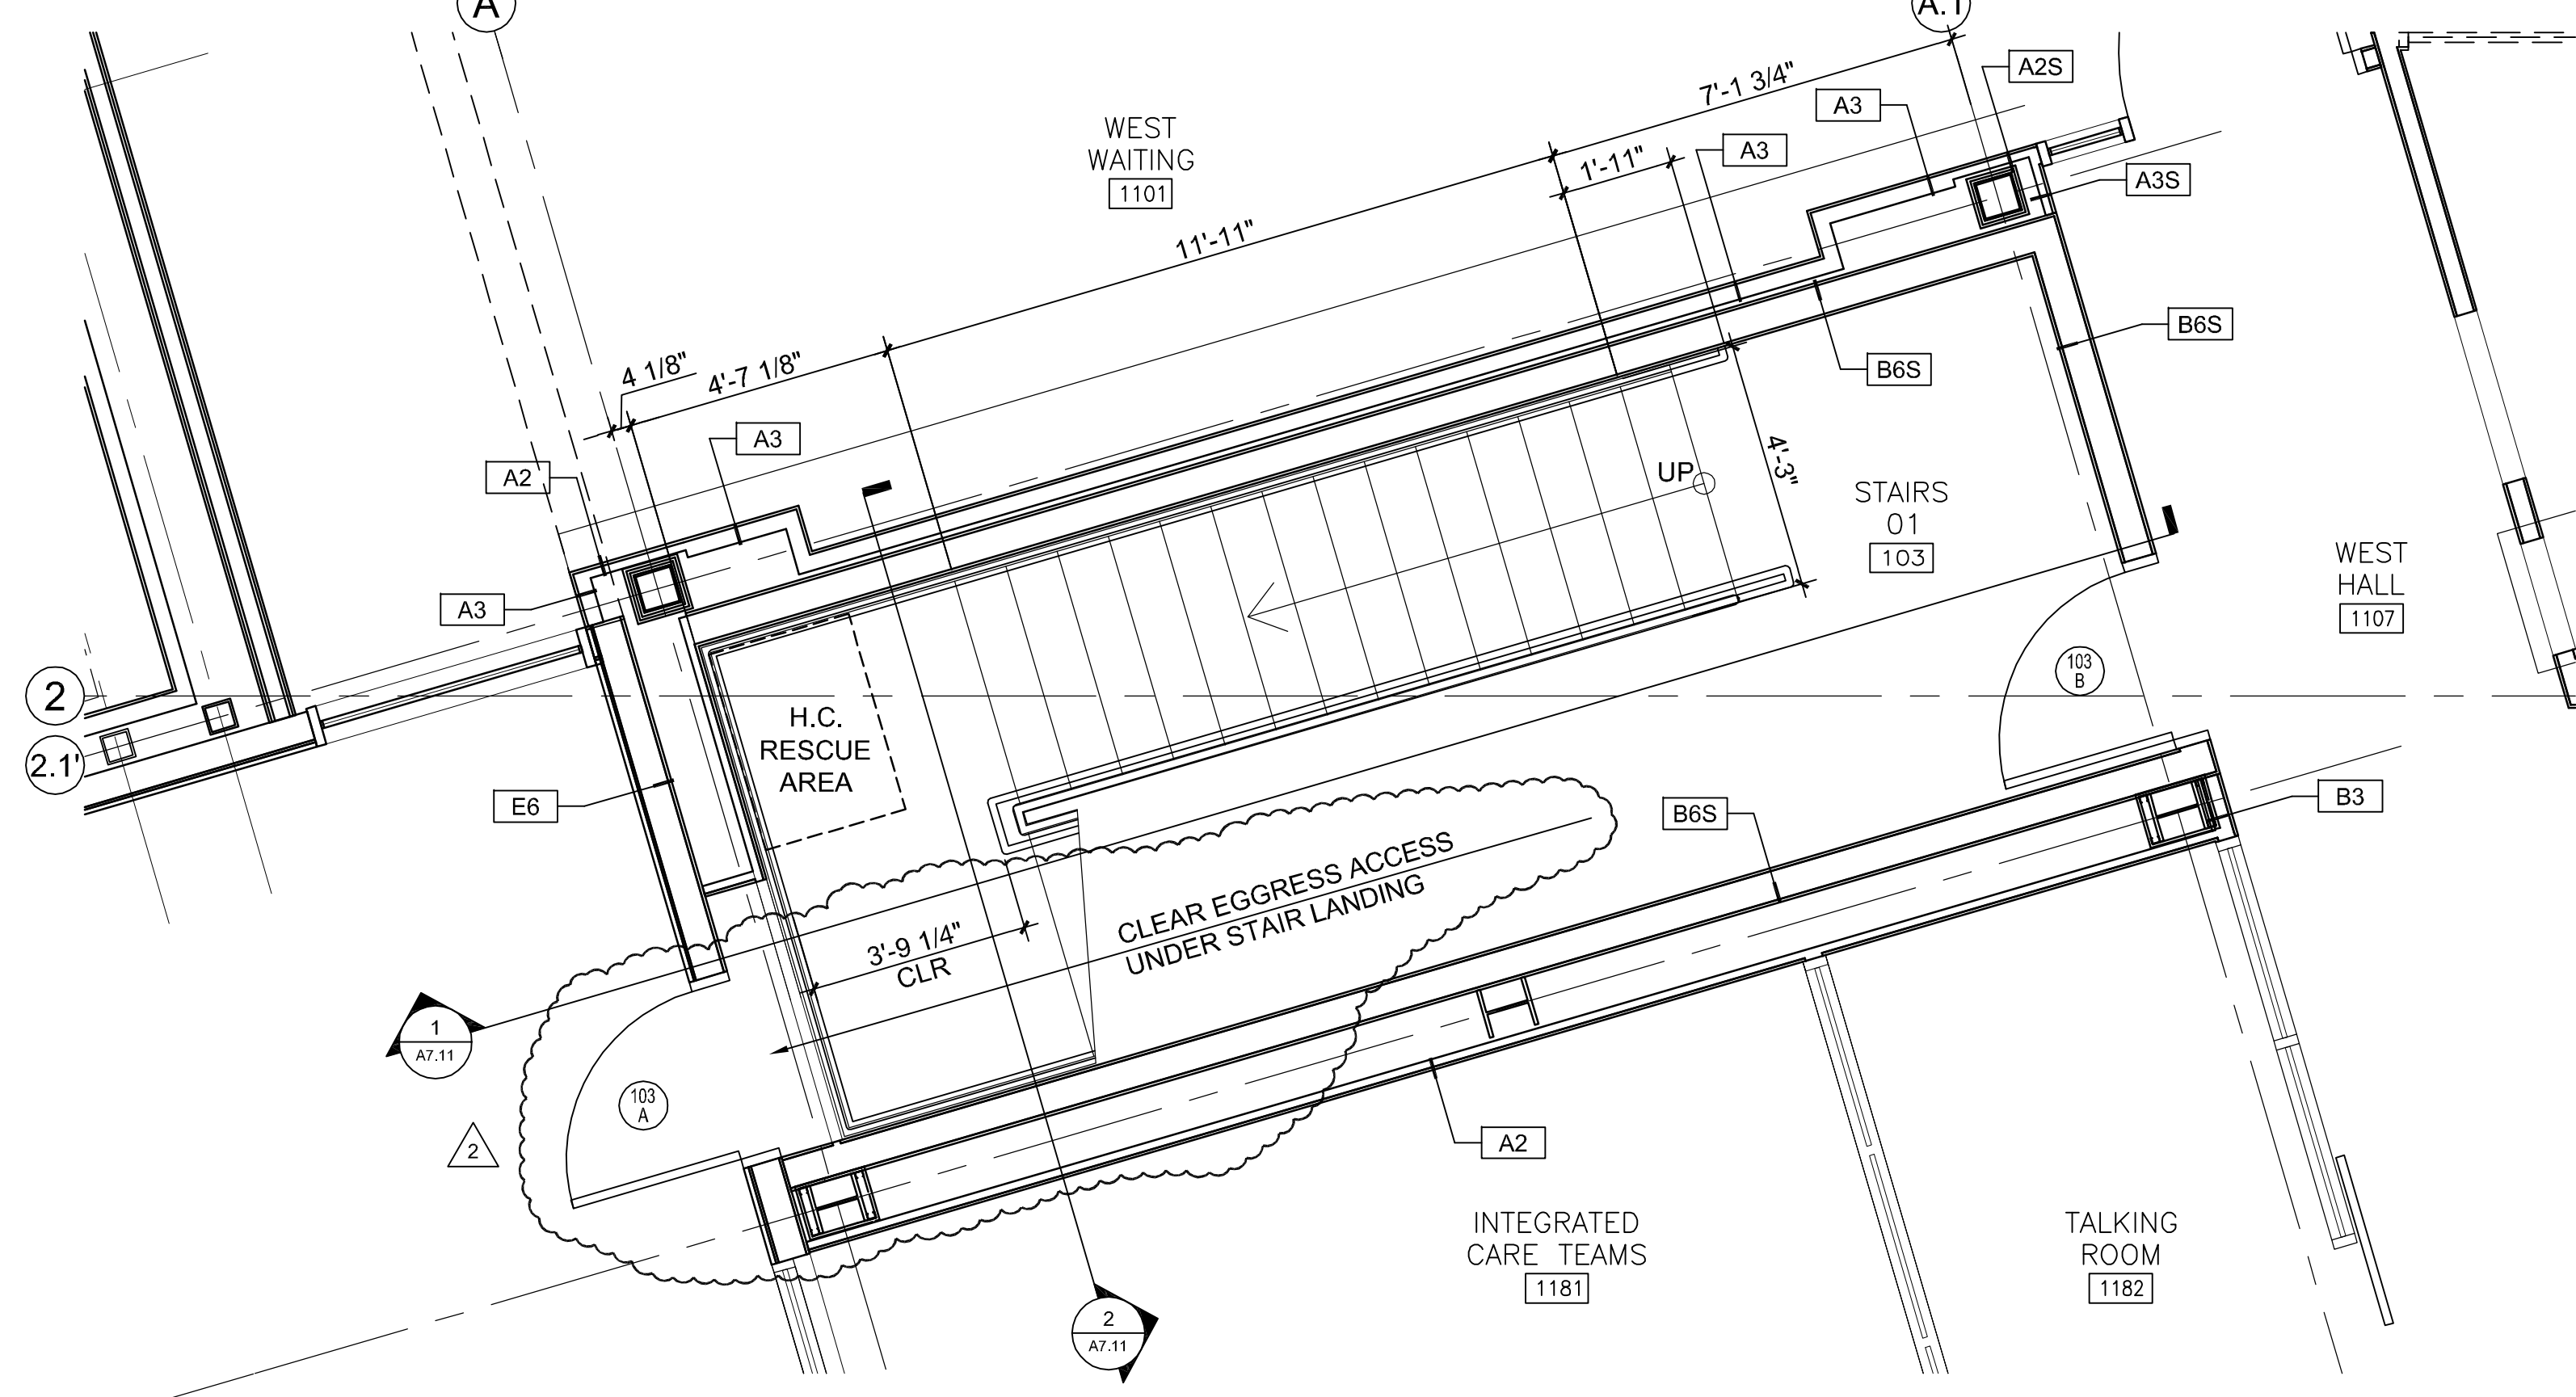 A
A.1
A2S
7'-1 3/4"
A3
WEST
WAITING
1101
1'-11"
A3
A3S
11'-11"
B6S
4 1/8"
4'-7 1/8"
B6S
A3
A2
UP
4'-3"
STAIRS
01
103
WEST
HALL
1107
A3
2
2.1'
103
B
H.C.
RESCUE
AREA
E6
B6S
B3
CLEAR EGGRESS ACCESS
UNDER STAIR LANDING
3'-9 1/4"
CLR
1
A7.11
103
A
2
A2
INTEGRATED
CARE TEAMS
1181
TALKING
ROOM
1182
2
A7.11